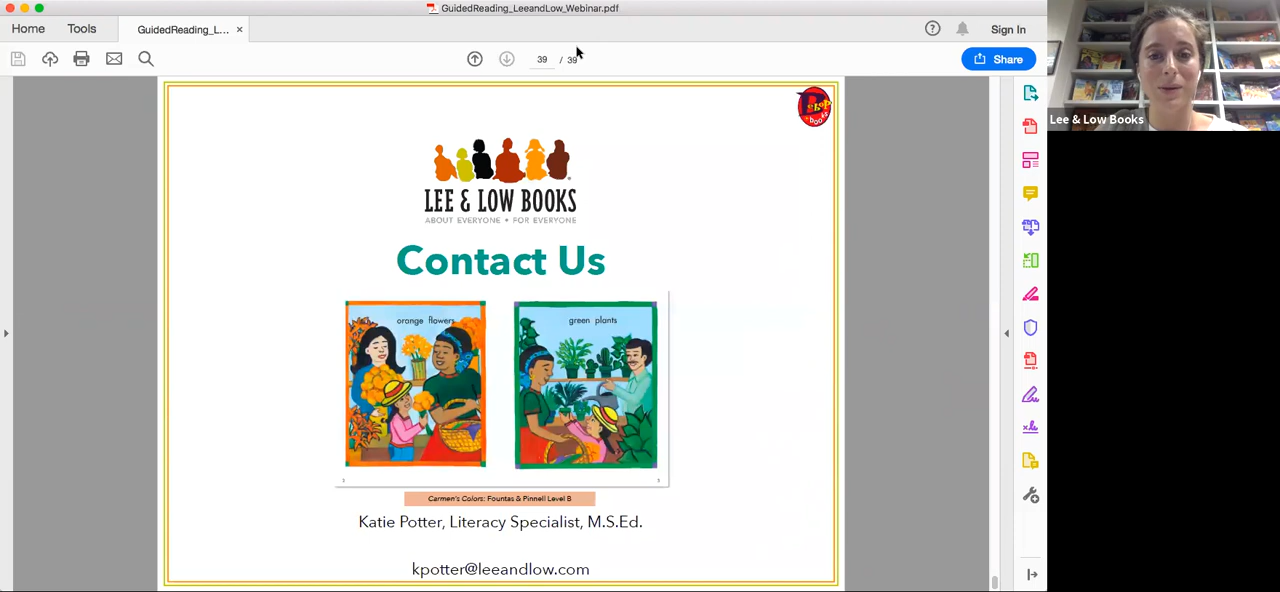 GuidedReading_LeeandLow_Webinar.pdf
Home Tools GuidedReading_L... × Sign In
39 / 39 Share
Lee & Low Books
LEE & LOW BOOKS
ABOUT EVERYONE • FOR EVERYONE
Contact Us
orange flowers
green plants
Carmen's Colors: Fountas & Pinnell Level B
Katie Potter, Literacy Specialist, M.S.Ed.
kpotter@leeandlow.com